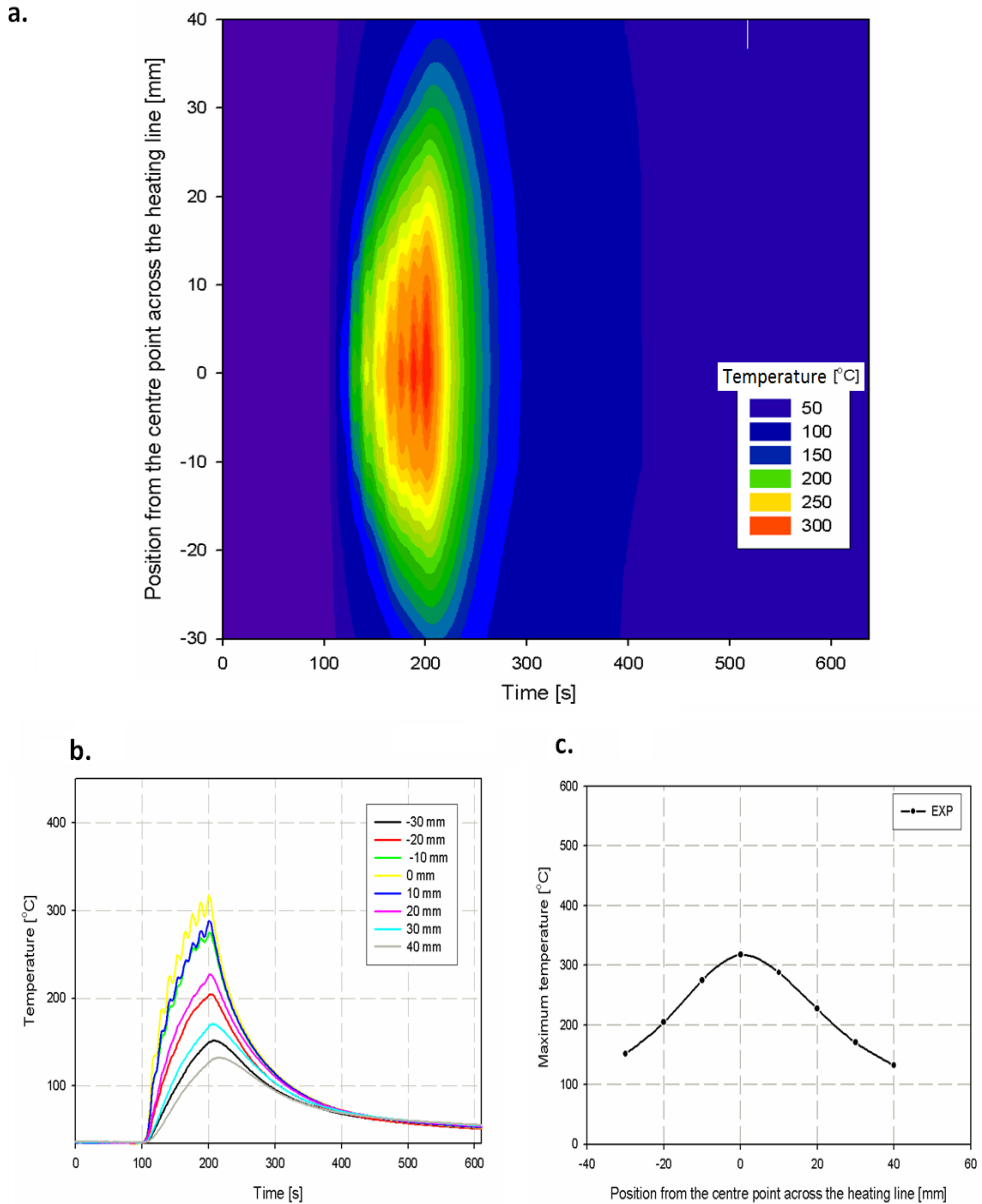 a.
Position from the centre point across the heating line [mm]
40
30
20
10
0
-10
-20
-30
0 100 200 300 400 500 600
Time [s]
Temperature [°C]
50
100
150
200
250
300
b.
Temperature [°C]
400
300
200
100
0 100 200 300 400 500 600
Time [s]
-30 mm
-20 mm
-10 mm
0 mm
10 mm
20 mm
30 mm
40 mm
c.
Maximum temperature [°C]
600
500
400
300
200
100
0
-40 -20 0 20 40 60
Position from the centre point across the heating line [mm]
EXP